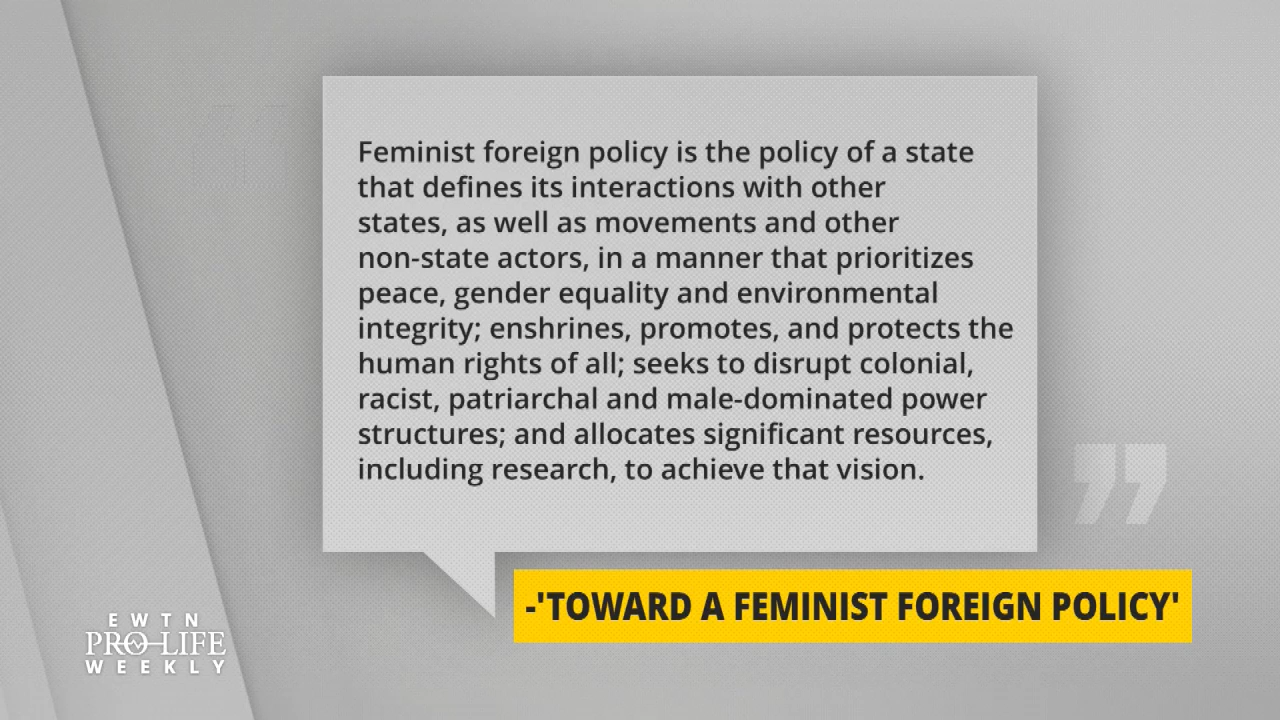 Feminist foreign policy is the policy of a state
that defines its interactions with other
states, as well as movements and other
non-state actors, in a manner that prioritizes
peace, gender equality and environmental
integrity; enshrines, promotes, and protects the
human rights of all; seeks to disrupt colonial,
racist, patriarchal and male-dominated power
structures; and allocates significant resources,
including research, to achieve that vision.
”
-'TOWARD A FEMINIST FOREIGN POLICY'
EWTN
PRO-LIFE
WEEKLY